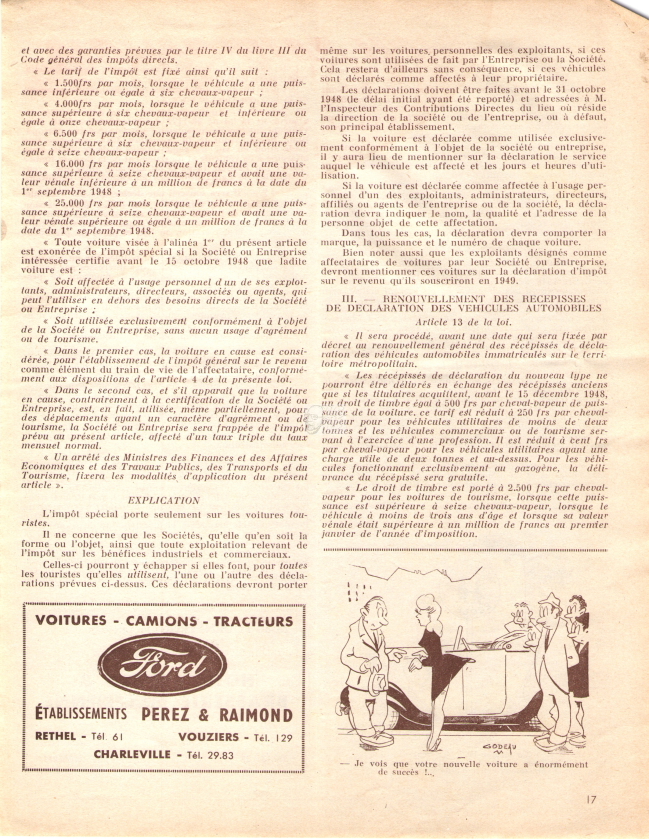 et avec des garanties prévues par le titre IV du livre III du
Code général des impôts directs.
« Le tarif de l'impôt est fixé ainsi qu'il suit :
« 1.500frs par mois, lorsque le véhicule a une puis-
sance inférieure ou égale à six chevaux-vapeur ;
« 4.000frs par mois, lorsque le véhicule a une puis-
sance supérieure à six chevaux-vapeur et inférieure ou
égale à onze chevaux-vapeur ;
« 6.500 frs par mois, lorsque le véhicule a une puis-
sance supérieure à six chevaux-vapeur et inférieure ou
égale à seize chevaux-vapeur ;
« 16.000 frs par mois lorsque le véhicule a une puis-
sance supérieure à seize chevaux-vapeur et avait une va-
leur vénale inférieure à un million de francs à la date du
1er septembre 1948 ;
« 25.000 frs par mois, lorsque le véhicule a une puis-
sance supérieure à seize chevaux-vapeur et avait une va-
leur vénale supérieure ou égale à un million de francs à la
date du 1er septembre 1948.
« Toute voiture visée à l'alinéa 1er du présent article
est exonérée de l'impôt spécial si la Société ou Entreprise
intéressée certifie avant le 15 octobre 1948 que ladite
voiture est :
« Soit affectée à l'usage personnel d'un de ses exploi-
tants, administrateurs, directeurs, associés ou agents, qui
peut l'utiliser en dehors des besoins directs de la Société
ou Entreprise ;
« Soit utilisée exclusivement conformément à l'objet
de la Société ou Entreprise, sans aucun usage d'agrément
ou de tourisme.
« Dans le premier cas, la voiture en cause est consi-
dérée, pour l'établissement de l'impôt général sur le revenu
comme élément du train de vie de l'affectataire, conformé-
ment aux dispositions de l'article 4 de la présente loi.
« Dans le second cas, et s'il apparaît que la voiture
en cause, contrairement à la certification de la Société ou
Entreprise, est, en fait, utilisée, même partiellement, pour
des déplacements ayant un caractère d'agrément ou de
tourisme, la Société ou Entreprise sera frappée de l'impôt
prévu au présent article, affecté d'un taux triple du taux
mensuel normal.
« Un arrêté des Ministres des Finances et des Affaires
Economiques et des Travaux Publics, des Transports et du
Tourisme, fixera les modalités d'application du présent
article ».
EXPLICATION
L'impôt spécial porte seulement sur les voitures tou-
ristes.
Il ne concerne que les Sociétés, qu'elle qu'en soit la
forme ou l'objet, ainsi que toute exploitation relevant de
l'impôt sur les bénéfices industriels et commerciaux.
Celles-ci pourront y échapper si elles font, pour toutes
les touristes qu'elles utilisent, l'une ou l'autre des décla-
rations prévues ci-dessus. Ces déclarations devront porter
VOITURES - CAMIONS - TRACTEURS
Ford
ÉTABLISSEMENTS PEREZ & RAIMOND
RETHEL - Tél. 61 VOUZIERS - Tél. 129
CHARLEVILLE - Tél. 29.83
même sur les voitures personnelles des exploitants, si ces
voitures sont utilisées de fait par l'Entreprise ou la Société.
Cela restera d'ailleurs sans conséquence, si ces véhicules
sont déclarés comme affectés à leur propriétaire.
Les déclarations doivent être faites avant le 31 octobre
1948 (le délai initial ayant été reporté) et adressées à M.
l'Inspecteur des Contributions Directes du lieu où réside
la direction de la société ou de l'entreprise, ou à défaut,
son principal établissement.
Si la voiture est déclarée comme utilisée exclusive-
ment conformément à l'objet de la société ou entreprise,
il y aura lieu de mentionner sur la déclaration le service
auquel le véhicule est affecté et les jours et heures d'uti-
lisation.
Si la voiture est déclarée comme affectée à l'usage per-
sonnel d'un des exploitants, administrateurs, directeurs,
affiliés ou agents de l'entreprise ou de la société, la décla-
ration devra indiquer le nom, la qualité et l'adresse de la
personne objet de cette affectation.
Dans tous les cas, la déclaration devra comporter la
marque, la puissance et le numéro de chaque voiture.
Bien noter aussi que les exploitants désignés comme
affectataires de voitures par leur Société ou Entreprise,
devront mentionner ces voitures sur la déclaration d'impôt
sur le revenu qu'ils souscriront en 1949.
III. — RENOUVELLEMENT DES RECEPISSES
DE DECLARATION DES VEHICULES AUTOMOBILES
Article 13 de la loi.
« Il sera procédé, avant une date qui sera fixée par
décret au renouvellement général des récépissés de décla-
ration des véhicules automobiles immatriculés sur le terri-
toire métropolitain.
« Les récépissés de déclaration du nouveau type ne
pourront être délivrés en échange des récépissés anciens
que si les titulaires acquittent, avant le 15 décembre 1948,
un droit de timbre égal à 500 frs par cheval-vapeur de puis-
sance de la voiture. ce tarif est réduit à 250 frs par cheval-
vapeur pour les véhicules utilitaires de moins de deux
tonnes et les véhicules commerciaux ou de tourisme ser-
vant à l'exercice d'une profession. Il est réduit à cent frs
par cheval-vapeur pour les véhicules utilitaires ayant une
charge utile de deux tonnes et au-dessus. Pour les véhi-
cules fonctionnant exclusivement au gazogène, la déli-
vrance du récépissé sera gratuite.
« Le droit de timbre est porté à 2.500 frs par cheval-
vapeur pour les voitures de tourisme, lorsque cette puis-
sance est supérieure à seize chevaux-vapeur, lorsque le
véhicule à moins de trois ans d'âge et lorsque sa valeur
vénale était supérieure à un million de francs au premier
janvier de l'année d'imposition.
GODEAU
— Je vois que votre nouvelle voiture a énormément
de succès !..
17